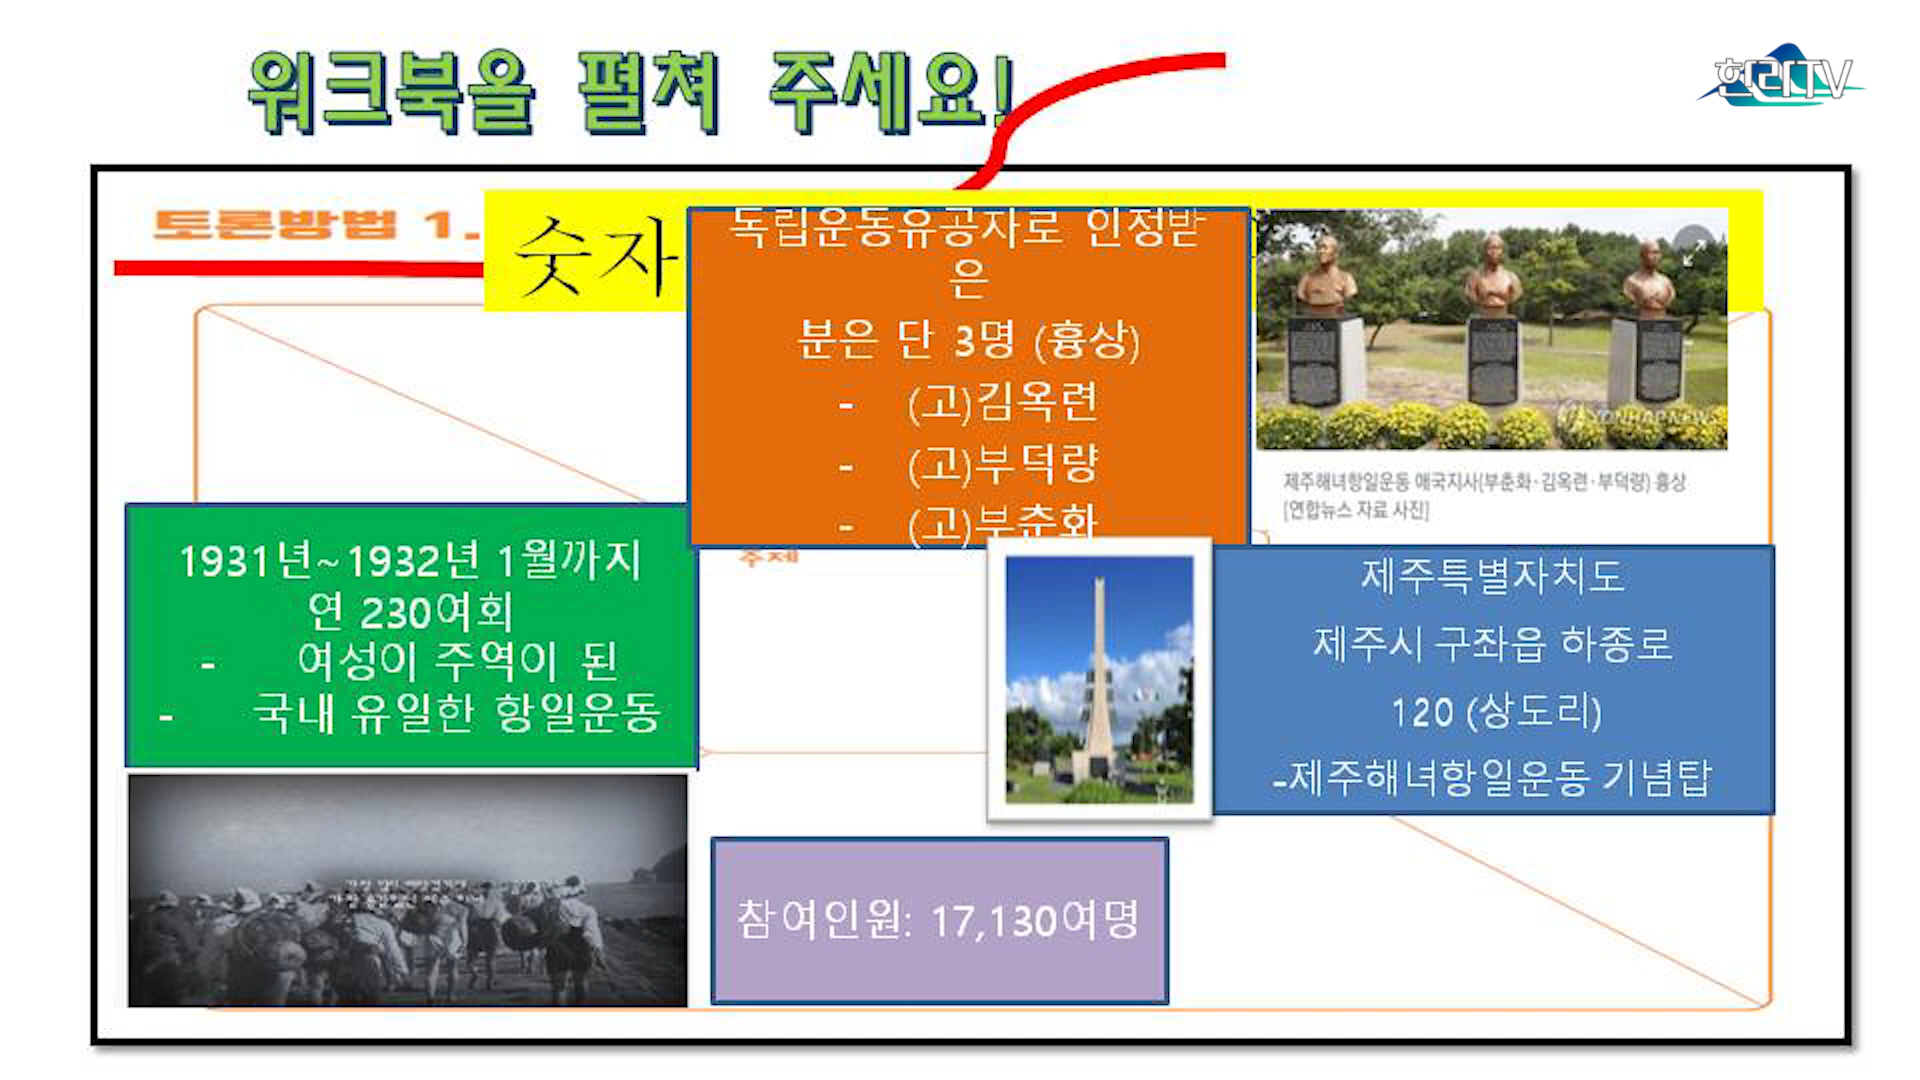 워크북을 펼쳐 주세요!
한라TV
토론방법 1.
숫자
독립운동유공자로 인정받
은
분은 단 3명 (흉상)
- (고)김옥련
- (고)부덕량
- (고)부춘화
YONHAPNEWS
제주해녀항일운동 애국지사(부춘화·김옥련·부덕량) 흉상
[연합뉴스 자료 사진]
1931년~1932년 1월까지
연 230여회
- 여성이 주역이 된
- 국내 유일한 항일운동
주제
제주특별자치도
제주시 구좌읍 하종로
120 (상도리)
-제주해녀항일운동 기념탑
참여인원: 17,130여명